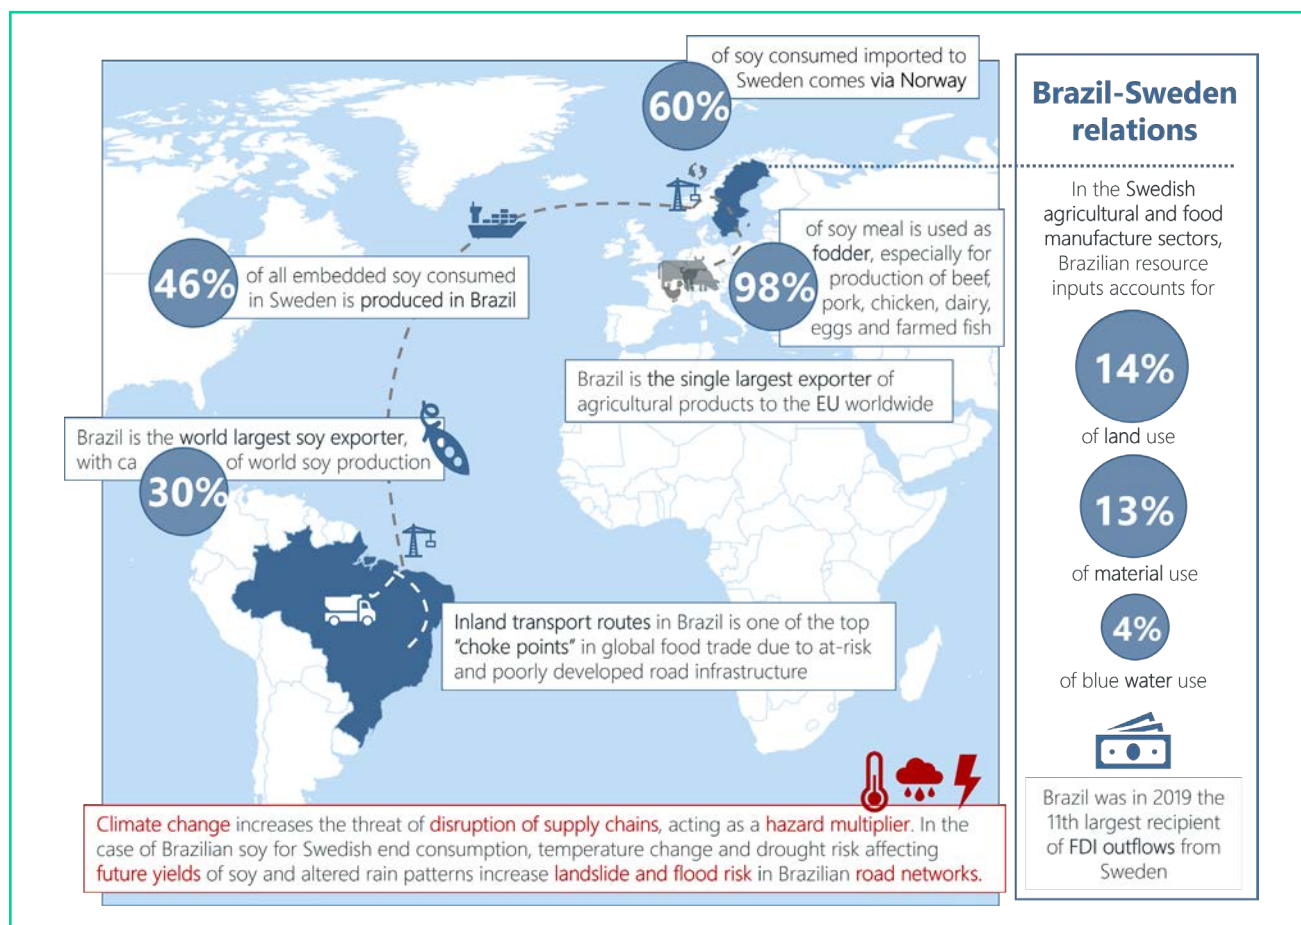 of soy consumed imported to
Sweden comes via Norway
60%
46%
of all embedded soy consumed
in Sweden is produced in Brazil
of soy meal is used as
fodder, especially for
production of beef,
pork, chicken, dairy,
eggs and farmed fish
98%
Brazil is the single largest exporter of
agricultural products to the EU worldwide
Brazil is the world largest soy exporter,
with ca 30% of world soy production
Inland transport routes in Brazil is one of the top
“choke points” in global food trade due to at-risk
and poorly developed road infrastructure
Climate change increases the threat of disruption of supply chains, acting as a hazard multiplier. In the
case of Brazilian soy for Swedish end consumption, temperature change and drought risk affecting
future yields of soy and altered rain patterns increase landslide and flood risk in Brazilian road networks.
Brazil-Sweden
relations
In the Swedish
agricultural and food
manufacture sectors,
Brazilian resource
inputs accounts for
14%
of land use
13%
of material use
4%
of blue water use
Brazil was in 2019 the
11th largest recipient
of FDI outflows from
Sweden